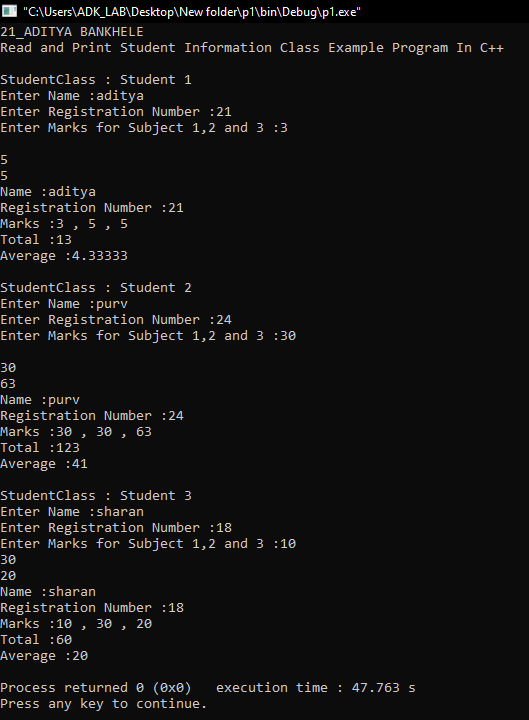 "C:\Users\ADK_LAB\Desktop\New folder\p1\bin\Debug\p1.exe"
21_ADITYA BANKHELE
Read and Print Student Information Class Example Program In C++
StudentClass : Student 1
Enter Name :aditya
Enter Registration Number :21
Enter Marks for Subject 1,2 and 3 :3
5
5
Name :aditya
Registration Number :21
Marks :3 , 5 , 5
Total :13
Average :4.33333
StudentClass : Student 2
Enter Name :purv
Enter Registration Number :24
Enter Marks for Subject 1,2 and 3 :30
30
63
Name :purv
Registration Number :24
Marks :30 , 30 , 63
Total :123
Average :41
StudentClass : Student 3
Enter Name :sharan
Enter Registration Number :18
Enter Marks for Subject 1,2 and 3 :10
30
20
Name :sharan
Registration Number :18
Marks :10 , 30 , 20
Total :60
Average :20
Process returned 0 (0x0)   execution time : 47.763 s
Press any key to continue.